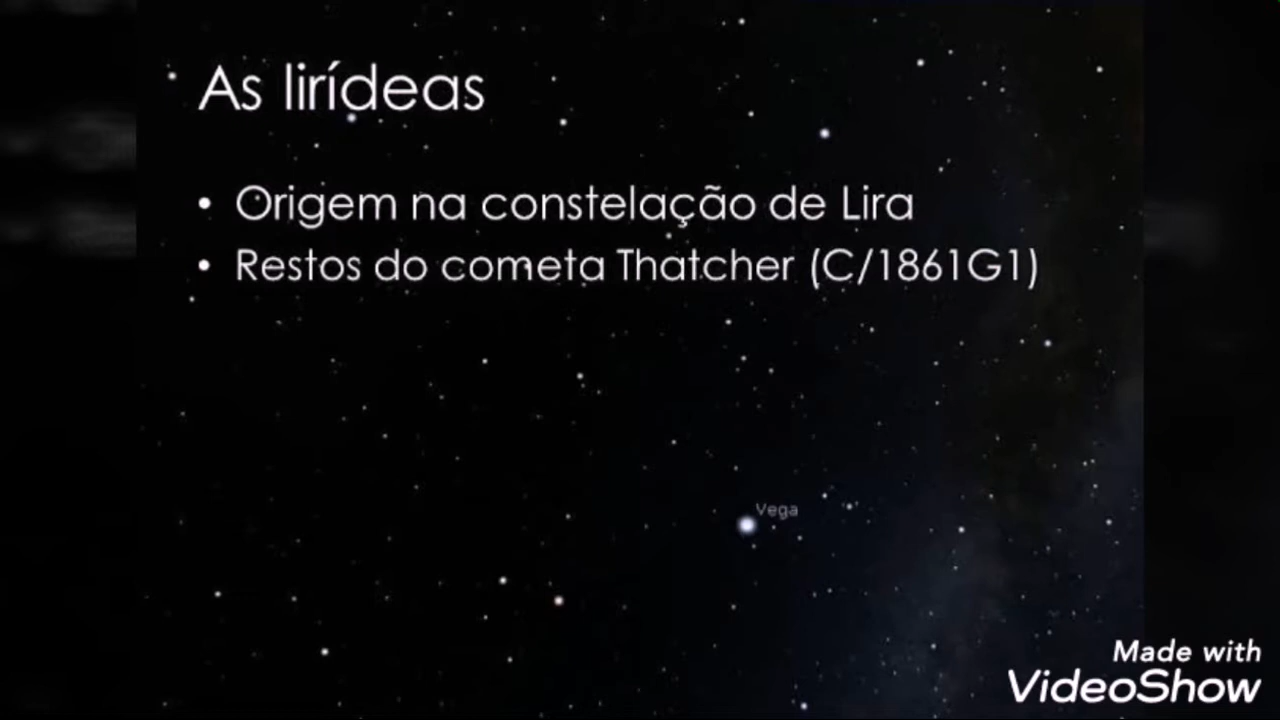 As lirídeas
• Origem na constelação de Lira
• Restos do cometa Thatcher (C/1861G1)
Vega
Made with
VideoShow